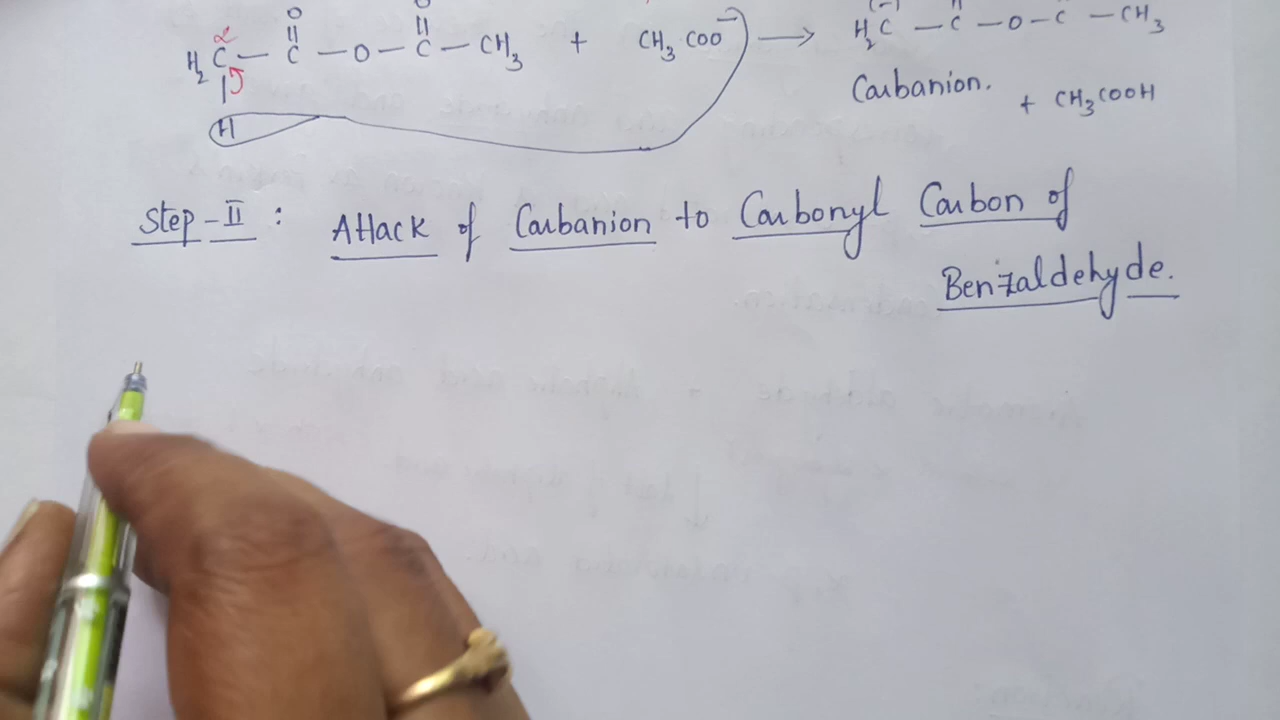 O O (-) || ||
H₂C α — C — O — C — CH₃ + CH₃COO⁻ ⟶ H₂C — C — O — C — CH₃
H
Carbanion.
+ CH₃COOH
Step-II : Attack of Carbanion to Carbonyl Carbon of
Benzaldehyde.